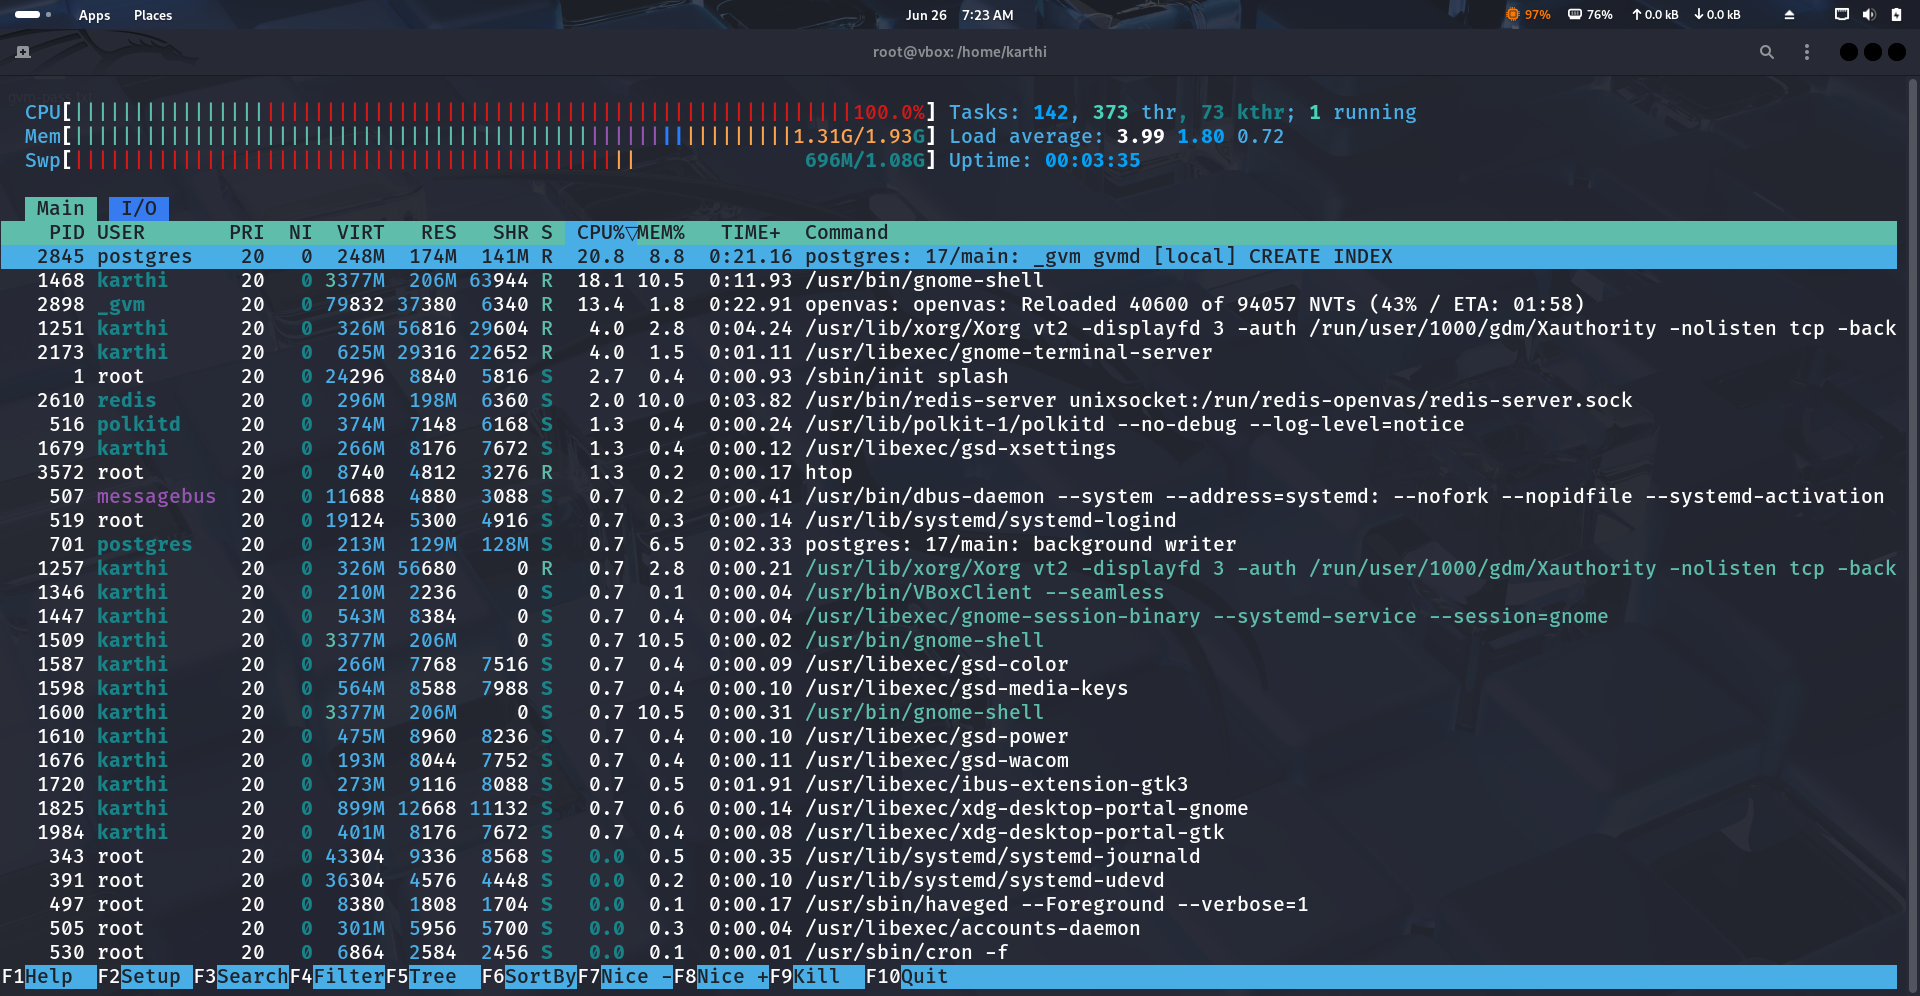 Apps Places Jun 26 7:23 AM 97% 76% 0.0 kB 0.0 kB
root@vbox: /home/karthi
CPU[100.0%] Tasks: 142, 373 thr, 73 kthr; 1 running
Mem[1.31G/1.93G] Load average: 3.99 1.80 0.72
Swp[696M/1.08G] Uptime: 00:03:35
Main I/O
PID USER PRI NI VIRT RES SHR S CPU%▽MEM% TIME+ Command
2845 postgres 20 0 248M 174M 141M R 20.8 8.8 0:21.16 postgres: 17/main: _gvm gvmd [local] CREATE INDEX
1468 karthi 20 0 3377M 206M 63944 R 18.1 10.5 0:11.93 /usr/bin/gnome-shell
2898 _gvm 20 0 79832 37380 6340 R 13.4 1.8 0:22.91 openvas: openvas: Reloaded 40600 of 94057 NVTs (43% / ETA: 01:58)
1251 karthi 20 0 326M 56816 29604 R 4.0 2.8 0:04.24 /usr/lib/xorg/Xorg vt2 -displayfd 3 -auth /run/user/1000/gdm/Xauthority -nolisten tcp -back
2173 karthi 20 0 625M 29316 22652 R 4.0 1.5 0:01.11 /usr/libexec/gnome-terminal-server
1 root 20 0 24296 8840 5816 S 2.7 0.4 0:00.93 /sbin/init splash
2610 redis 20 0 296M 198M 6360 S 2.0 10.0 0:03.82 /usr/bin/redis-server unixsocket:/run/redis-openvas/redis-server.sock
516 polkitd 20 0 374M 7148 6168 S 1.3 0.4 0:00.24 /usr/lib/polkit-1/polkitd --no-debug --log-level=notice
1679 karthi 20 0 266M 8176 7672 S 1.3 0.4 0:00.12 /usr/libexec/gsd-xsettings
3572 root 20 0 8740 4812 3276 R 1.3 0.2 0:00.17 htop
507 messagebus 20 0 11688 4880 3088 S 0.7 0.2 0:00.41 /usr/bin/dbus-daemon --system --address=systemd: --nofork --nopidfile --systemd-activation
519 root 20 0 19124 5300 4916 S 0.7 0.3 0:00.14 /usr/lib/systemd/systemd-logind
701 postgres 20 0 213M 129M 128M S 0.7 6.5 0:02.33 postgres: 17/main: background writer
1257 karthi 20 0 326M 56680 0 R 0.7 2.8 0:00.21 /usr/lib/xorg/Xorg vt2 -displayfd 3 -auth /run/user/1000/gdm/Xauthority -nolisten tcp -back
1346 karthi 20 0 210M 2236 0 S 0.7 0.1 0:00.04 /usr/bin/VBoxClient --seamless
1447 karthi 20 0 543M 8384 0 S 0.7 0.4 0:00.04 /usr/libexec/gnome-session-binary --systemd-service --session=gnome
1509 karthi 20 0 3377M 206M 0 S 0.7 10.5 0:00.02 /usr/bin/gnome-shell
1587 karthi 20 0 266M 7768 7516 S 0.7 0.4 0:00.09 /usr/libexec/gsd-color
1598 karthi 20 0 564M 8588 7988 S 0.7 0.4 0:00.10 /usr/libexec/gsd-media-keys
1600 karthi 20 0 3377M 206M 0 S 0.7 10.5 0:00.31 /usr/bin/gnome-shell
1610 karthi 20 0 475M 8960 8236 S 0.7 0.4 0:00.10 /usr/libexec/gsd-power
1676 karthi 20 0 193M 8044 7752 S 0.7 0.4 0:00.11 /usr/libexec/gsd-wacom
1720 karthi 20 0 273M 9116 8088 S 0.7 0.5 0:01.91 /usr/libexec/ibus-extension-gtk3
1825 karthi 20 0 899M 12668 11132 S 0.7 0.6 0:00.14 /usr/libexec/xdg-desktop-portal-gnome
1984 karthi 20 0 401M 8176 7672 S 0.7 0.4 0:00.08 /usr/libexec/xdg-desktop-portal-gtk
343 root 20 0 43304 9336 8568 S 0.0 0.5 0:00.35 /usr/lib/systemd/systemd-journald
391 root 20 0 36304 4576 4448 S 0.0 0.2 0:00.10 /usr/lib/systemd/systemd-udevd
497 root 20 0 8380 1808 1704 S 0.0 0.1 0:00.17 /usr/sbin/haveged --Foreground --verbose=1
505 root 20 0 301M 5956 5700 S 0.0 0.3 0:00.04 /usr/libexec/accounts-daemon
530 root 20 0 6864 2584 2456 S 0.0 0.1 0:00.01 /usr/sbin/cron -f
F1Help F2Setup F3SearchF4FilterF5Tree F6SortByF7Nice -F8Nice +F9Kill F10Quit